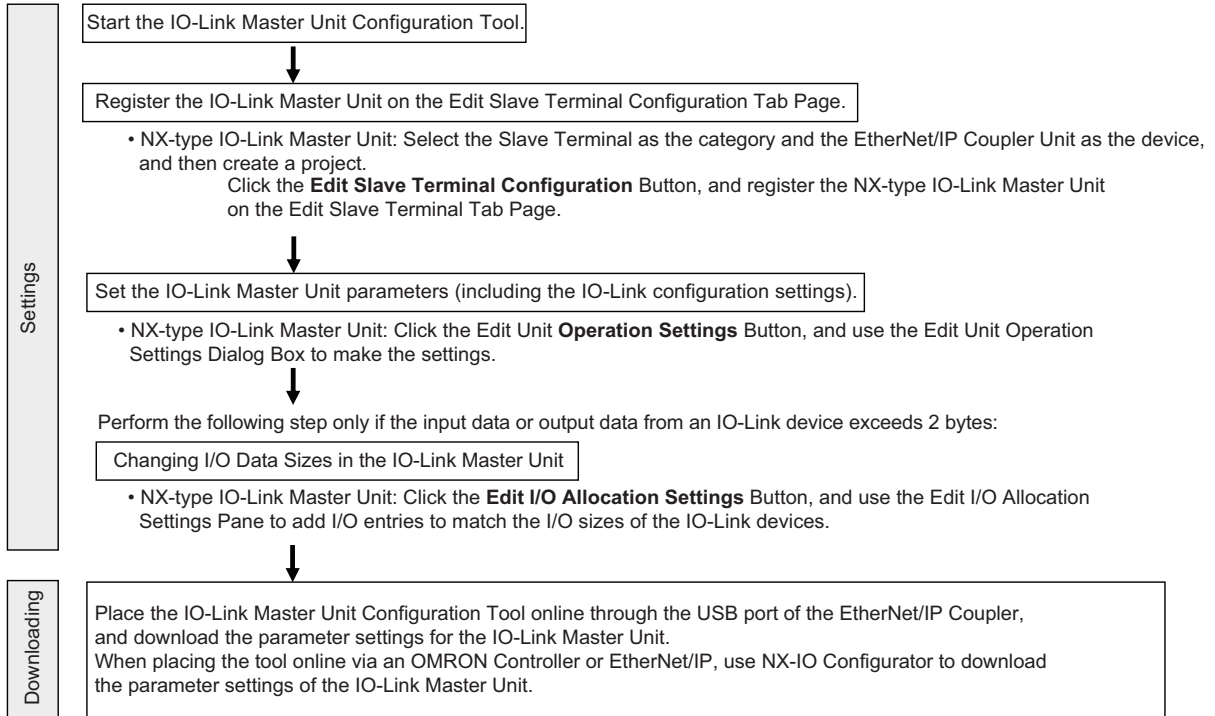 Settings
Start the IO-Link Master Unit Configuration Tool.
Register the IO-Link Master Unit on the Edit Slave Terminal Configuration Tab Page.
• NX-type IO-Link Master Unit: Select the Slave Terminal as the category and the EtherNet/IP Coupler Unit as the device,
and then create a project.
Click the Edit Slave Terminal Configuration Button, and register the NX-type IO-Link Master Unit
on the Edit Slave Terminal Tab Page.
Set the IO-Link Master Unit parameters (including the IO-Link configuration settings).
• NX-type IO-Link Master Unit: Click the Edit Unit Operation Settings Button, and use the Edit Unit Operation
Settings Dialog Box to make the settings.
Perform the following step only if the input data or output data from an IO-Link device exceeds 2 bytes:
Changing I/O Data Sizes in the IO-Link Master Unit
• NX-type IO-Link Master Unit: Click the Edit I/O Allocation Settings Button, and use the Edit I/O Allocation
Settings Pane to add I/O entries to match the I/O sizes of the IO-Link devices.
Downloading
Place the IO-Link Master Unit Configuration Tool online through the USB port of the EtherNet/IP Coupler,
and download the parameter settings for the IO-Link Master Unit.
When placing the tool online via an OMRON Controller or EtherNet/IP, use NX-IO Configurator to download
the parameter settings of the IO-Link Master Unit.